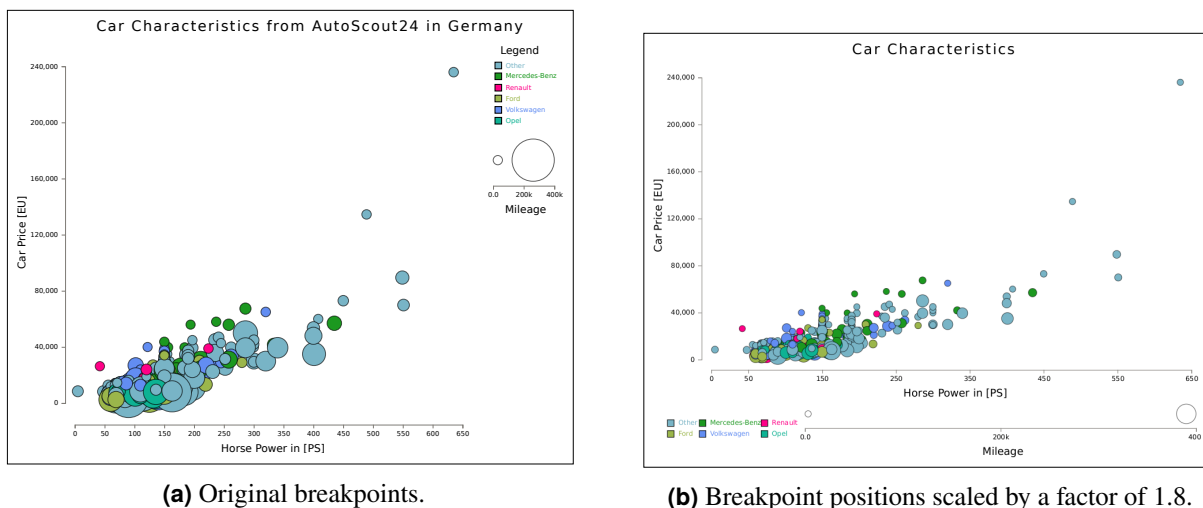 Car Characteristics from AutoScout24 in Germany
Legend
Other
Mercedes-Benz
Renault
Ford
Volkswagen
Opel
0.0 200k 400k
Mileage
240,000
200,000
160,000
120,000
80,000
40,000
0
Car Price [EU]
0 50 100 150 200 250 300 350 400 450 500 550 600 650
Horse Power in [PS]
(a) Original breakpoints.
Car Characteristics
240,000
200,000
160,000
120,000
80,000
40,000
0
Car Price [EU]
0 50 150 250 350 450 550 650
Horse Power in [PS]
Other Mercedes-Benz Renault
Ford Volkswagen Opel
0.0 200k 400
Mileage
(b) Breakpoint positions scaled by a factor of 1.8.